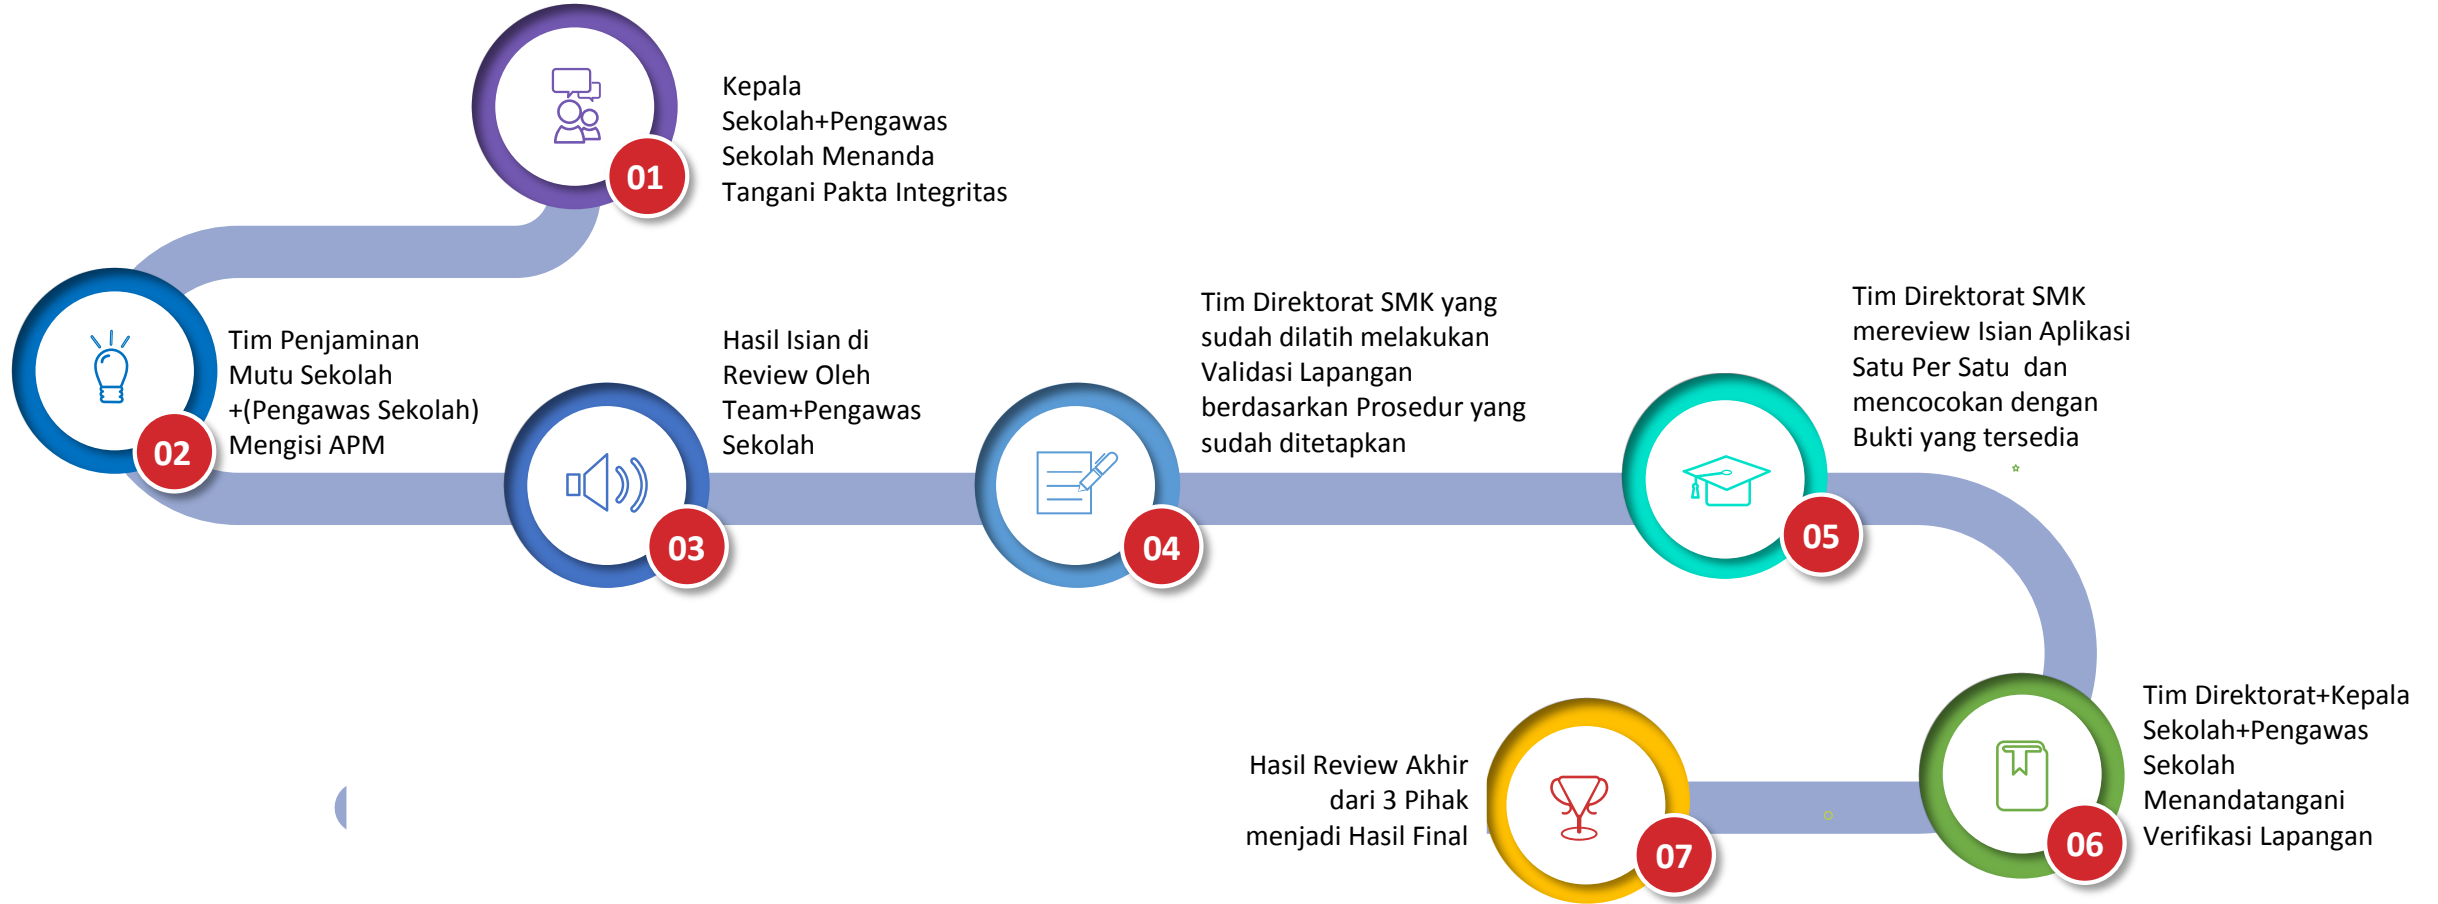 Kepala
Sekolah+Pengawas
Sekolah Menanda
Tangani Pakta Integritas
01
Tim Penjaminan
Mutu Sekolah
+(Pengawas Sekolah)
Mengisi APM
02
Hasil Isian di
Review Oleh
Team+Pengawas
Sekolah
03
Tim Direktorat SMK yang
sudah dilatih melakukan
Validasi Lapangan
berdasarkan Prosedur yang
sudah ditetapkan
04
Tim Direktorat SMK
mereview Isian Aplikasi
Satu Per Satu  dan
mencocokan dengan
Bukti yang tersedia
05
Tim Direktorat+Kepala
Sekolah+Pengawas
Sekolah
Menandatangani
Verifikasi Lapangan
06
Hasil Review Akhir
dari 3 Pihak
menjadi Hasil Final
07